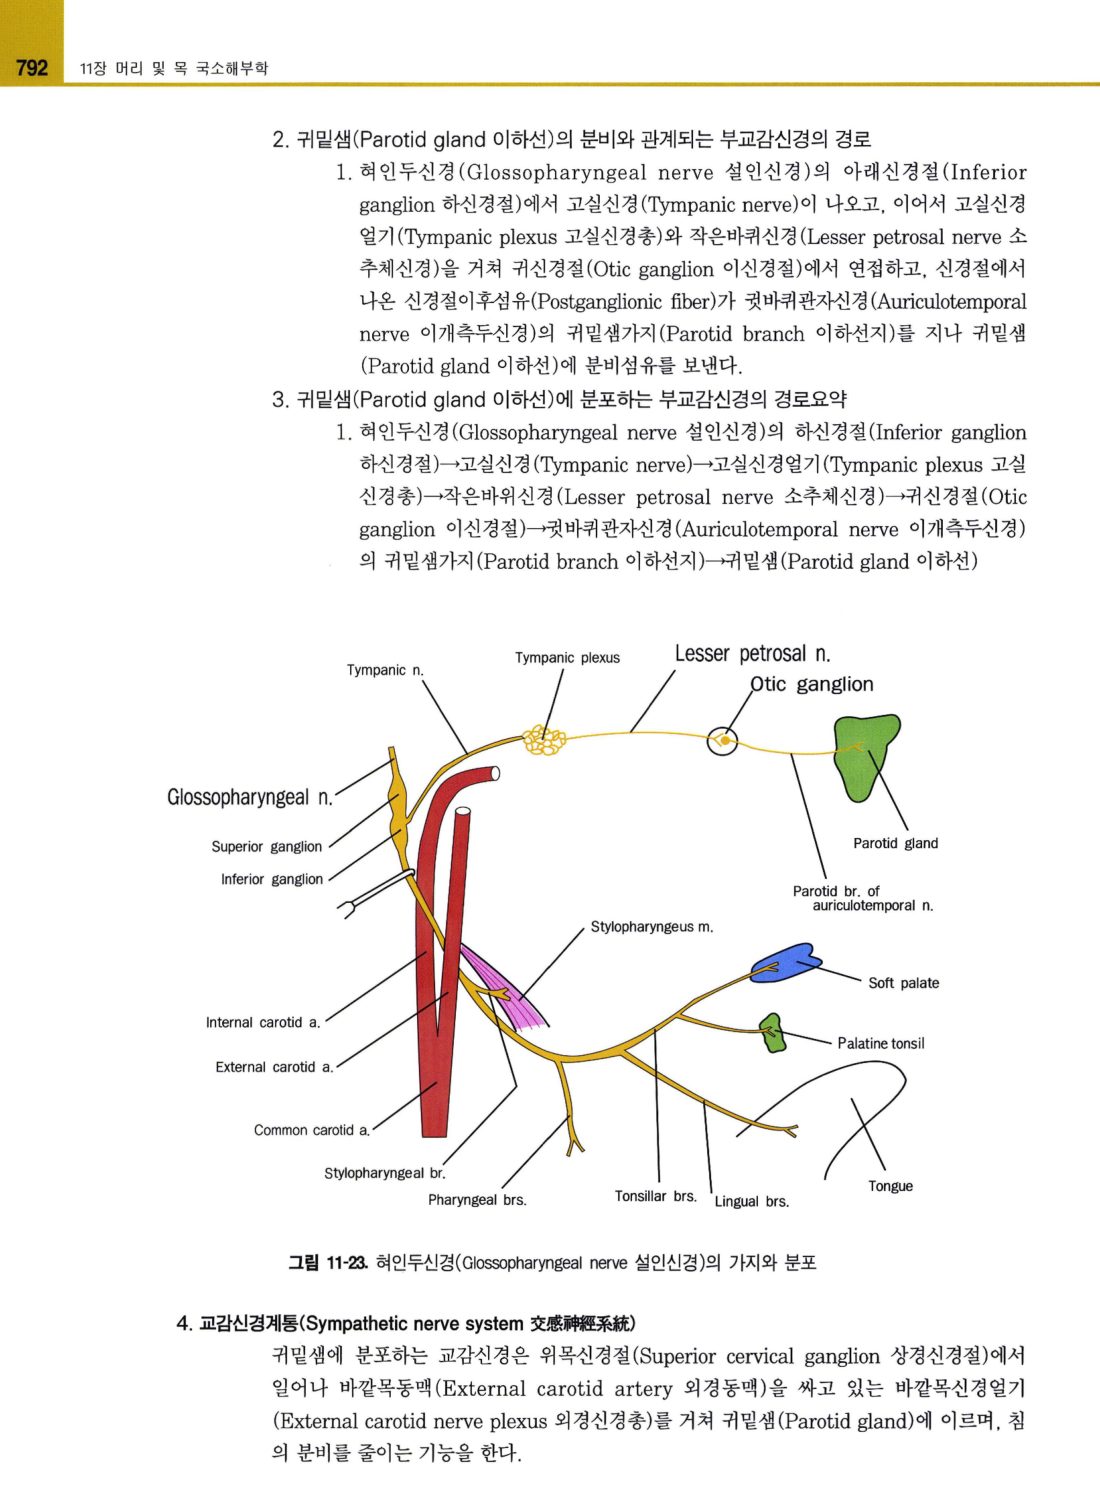 792 11장 머리 및 목 국소해부학
2. 귀밑샘(Parotid gland 이하선)의 분비와 관계되는 부교감신경의 경로
1. 혀인두신경(Glossopharyngeal nerve 설인신경)의 아래신경절(Inferior
ganglion 하신경절)에서 고실신경(Tympanic nerve)이 나오고, 이어서 고실신경
얼기(Tympanic plexus 고실신경총)와 작은바퀴신경(Lesser petrosal nerve 소
추체신경)을 거쳐 귀신경절(Otic ganglion 이신경절)에서 연접하고, 신경절에서
나온 신경절이후섬유(Postganglionic fiber)가 귓바퀴관자신경(Auriculotemporal
nerve 이개측두신경)의 귀밑샘가지(Parotid branch 이하선지)를 지나 귀밑샘
(Parotid gland 이하선)에 분비섬유를 보낸다.
3. 귀밑샘(Parotid gland 이하선)에 분포하는 부교감신경의 경로요약
1. 혀인두신경(Glossopharyngeal nerve 설인신경)의 하신경절(Inferior ganglion
하신경절)→고실신경(Tympanic nerve)→고실신경얼기(Tympanic plexus 고실
신경총)→작은바위신경(Lesser petrosal nerve 소추체신경)→귀신경절(Otic
ganglion 이신경절)→귓바퀴관자신경(Auriculotemporal nerve 이개측두신경)
의 귀밑샘가지(Parotid branch 이하선지)→귀밑샘(Parotid gland 이하선)
Tympanic n.
Tympanic plexus
Lesser petrosal n.
Otic ganglion
Glossopharyngeal n.
Superior ganglion
Inferior ganglion
Parotid gland
Parotid br. of
auriculotemporal n.
Stylopharyngeus m.
Soft palate
Internal carotid a.
Palatine tonsil
External carotid a.
Common carotid a.
Stylopharyngeal br.
Pharyngeal brs.
Tonsillar brs.
Lingual brs.
Tongue
그림 11-23. 혀인두신경(Glossopharyngeal nerve 설인신경)의 가지와 분포
4. 교감신경계통(Sympathetic nerve system 交感神經系統)
귀밑샘에 분포하는 교감신경은 위목신경절(Superior cervical ganglion 상경신경절)에서
일어나 바깥목동맥(External carotid artery 외경동맥)을 싸고 있는 바깥목신경얼기
(External carotid nerve plexus 외경신경총)를 거쳐 귀밑샘(Parotid gland)에 이르며, 침
의 분비를 줄이는 기능을 한다.